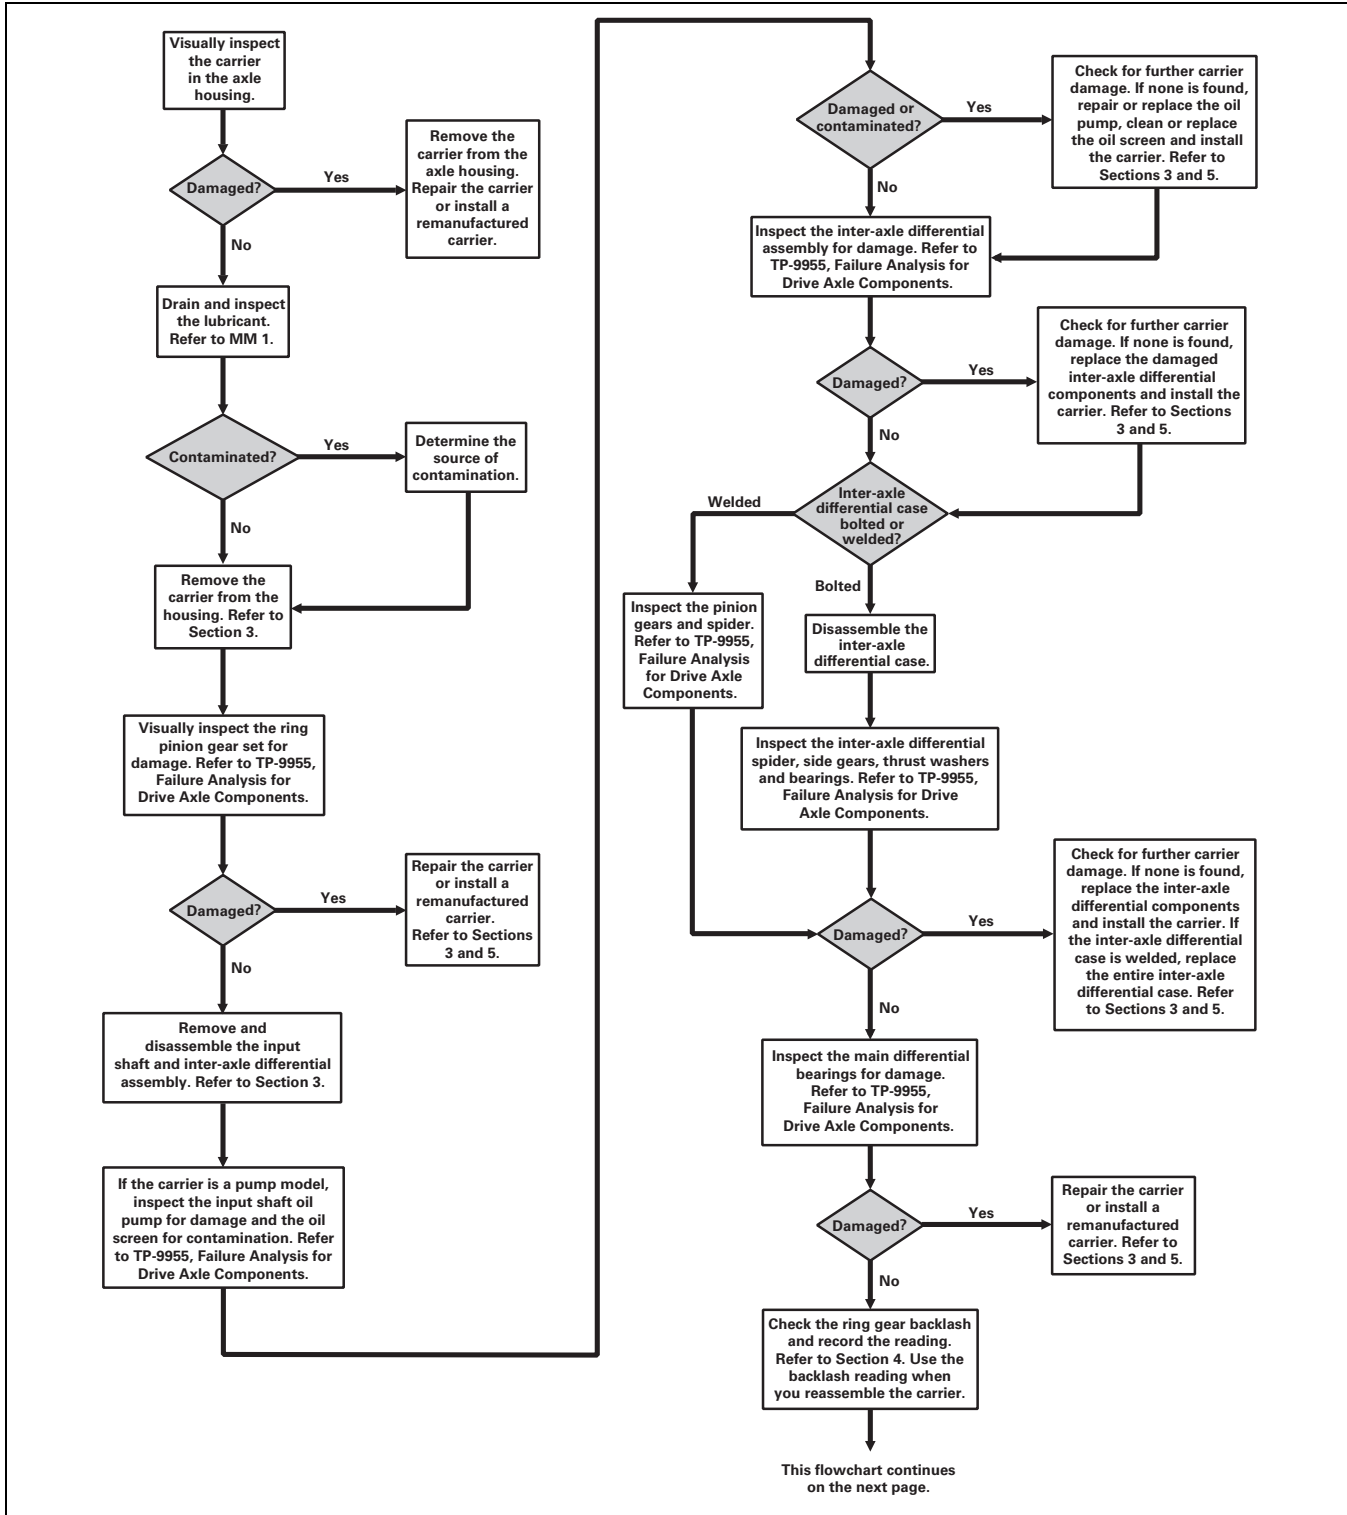 Visually inspect
the carrier
in the axle
housing.
Damaged?
Yes
Remove the
carrier from the
axle housing.
Repair the carrier
or install a
remanufactured
carrier.
No
Drain and inspect
the lubricant.
Refer to MM 1.
Contaminated?
Yes
Determine the
source of
contamination.
No
Remove the
carrier from the
housing. Refer to
Section 3.
Visually inspect the ring
pinion gear set for
damage. Refer to TP-9955,
Failure Analysis for
Drive Axle Components.
Damaged?
Yes
Repair the carrier
or install a
remanufactured
carrier.
Refer to Sections
3 and 5.
No
Remove and
disassemble the input
shaft and inter-axle differential
assembly. Refer to Section 3.
If the carrier is a pump model,
inspect the input shaft oil
pump for damage and the oil
screen for contamination. Refer
to TP-9955, Failure Analysis for
Drive Axle Components.
Damaged or
contaminated?
Yes
Check for further carrier
damage. If none is found,
repair or replace the oil
pump, clean or replace
the oil screen and install
the carrier. Refer to
Sections 3 and 5.
No
Inspect the inter-axle differential
assembly for damage. Refer to
TP-9955, Failure Analysis for
Drive Axle Components.
Damaged?
Yes
Check for further carrier
damage. If none is found,
replace the damaged
inter-axle differential
components and install the
carrier. Refer to Sections
3 and 5.
No
Inter-axle
differential case
bolted or
welded?
Welded
Inspect the pinion
gears and spider.
Refer to TP-9955,
Failure Analysis
for Drive Axle
Components.
Bolted
Disassemble the
inter-axle
differential case.
Inspect the inter-axle differential
spider, side gears, thrust washers
and bearings. Refer to TP-9955,
Failure Analysis for Drive
Axle Components.
Damaged?
Yes
Check for further carrier
damage. If none is found,
replace the inter-axle
differential components
and install the carrier. If
the inter-axle differential
case is welded, replace
the entire inter-axle
differential case. Refer
to Sections 3 and 5.
No
Inspect the main differential
bearings for damage.
Refer to TP-9955,
Failure Analysis for
Drive Axle Components.
Damaged?
Yes
Repair the carrier
or install a
remanufactured
carrier. Refer to
Sections 3 and 5.
No
Check the ring gear backlash
and record the reading.
Refer to Section 4. Use the
backlash reading when
you reassemble the carrier.
This flowchart continues
on the next page.